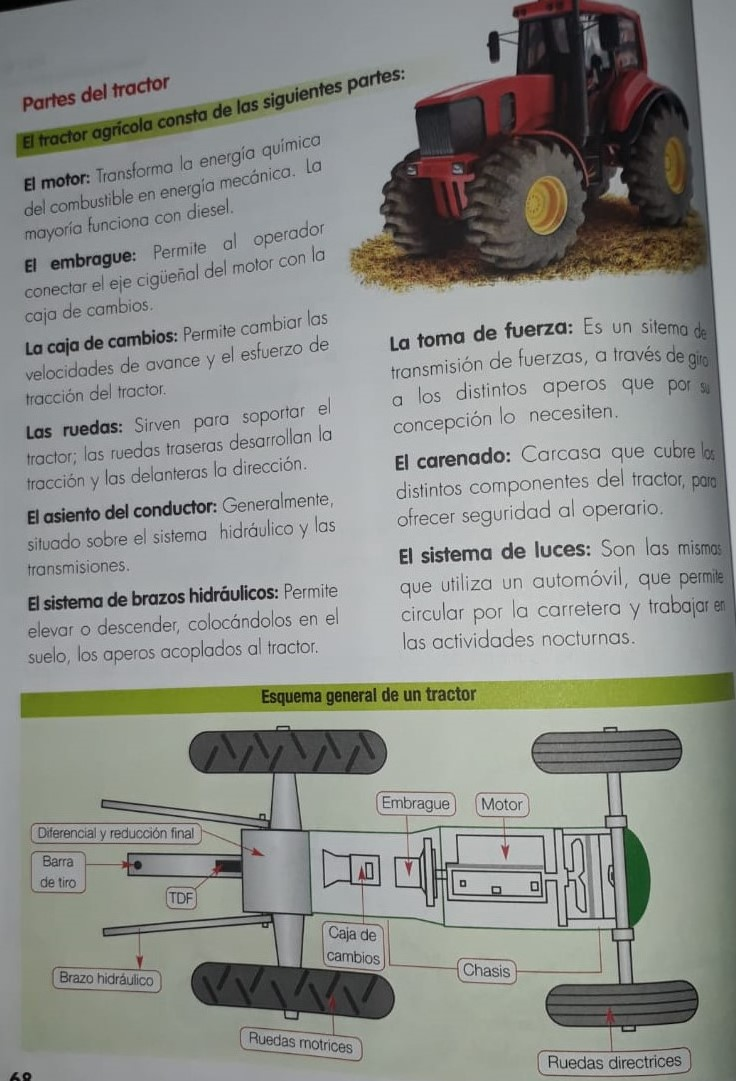 Partes del tractor
El tractor agrícola consta de las siguientes partes:
El motor: Transforma la energía química
del combustible en energía mecánica. La
mayoría funciona con diesel.
El embrague: Permite al operador
conectar el eje cigüeñal del motor con la
caja de cambios.
La caja de cambios: Permite cambiar las
velocidades de avance y el esfuerzo de
tracción del tractor.
Las ruedas: Sirven para soportar el
tractor; las ruedas traseras desarrollan la
tracción y las delanteras la dirección.
El asiento del conductor: Generalmente,
situado sobre el sistema hidráulico y las
transmisiones.
El sistema de brazos hidráulicos: Permite
elevar o descender, colocándolos en el
suelo, los aperos acoplados al tractor.
La toma de fuerza: Es un sitema de
transmisión de fuerzas, a través de giro
a los distintos aperos que por su
concepción lo necesiten.
El carenado: Carcasa que cubre los
distintos componentes del tractor, para
ofrecer seguridad al operario.
El sistema de luces: Son las mismas
que utiliza un automóvil, que permite
circular por la carretera y trabajar en
las actividades nocturnas.
Esquema general de un tractor
Embrague
Motor
Diferencial y reducción final
Barra
de tiro
TDF
Caja de
cambios
Chasis
Brazo hidráulico
Ruedas motrices
Ruedas directrices
68